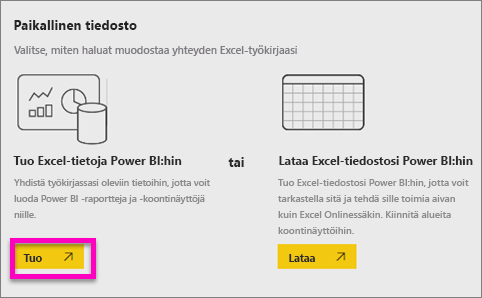 Paikallinen tiedosto
Valitse, miten haluat muodostaa yhteyden Excel-työkirjaasi
Tuo Excel-tietoja Power BI:hin
Yhdistä työkirjassasi oleviin tietoihin, jotta voit
luoda Power BI -raportteja ja -koontinäyttöjä
niille.
Tuo
tai
Lataa Excel-tiedostosi Power BI:hin
Tuo Excel-tiedostosi Power BI:hin, jotta voit
tarkastella sitä ja tehdä sille toimia aivan
kuin Excel Onlinessäkin. Kiinnitä alueita
koontinäyttöihin.
Lataa